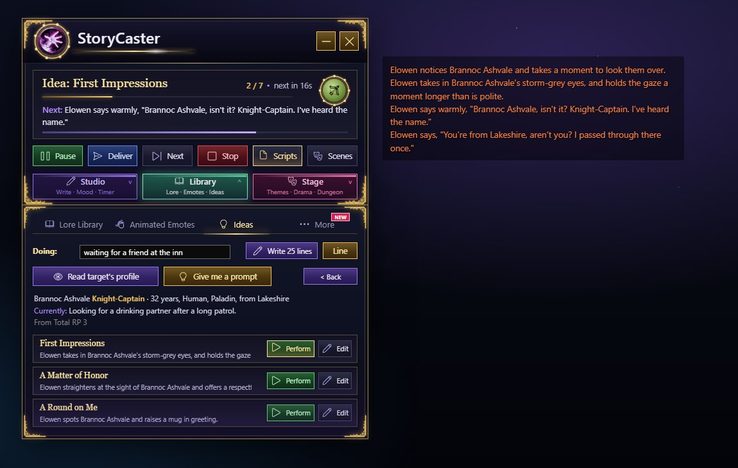 StoryCaster
Idea: First Impressions
2 / 7 • next in 16s
Next: Elowen says warmly, "Brannoc Ashvale, isn't it? Knight-Captain. I've heard the
name."
Pause
Deliver
Next
Stop
Scripts
Scenes
Studio
Write · Mood · Timer
Library
Lore · Emotes · Ideas
Stage
Themes · Drama · Dungeon
Lore Library
Animated Emotes
Ideas
More
NEW
Doing:
waiting for a friend at the inn
Write 25 lines
Line
Read target's profile
Give me a prompt
< Back
Brannoc Ashvale Knight-Captain · 32 years, Human, Paladin, from Lakeshire
Currently: Looking for a drinking partner after a long patrol.
From Total RP 3
First Impressions
Elowen takes in Brannoc Ashvale's storm-grey eyes, and holds the gaze
Perform
Edit
A Matter of Honor
Elowen straightens at the sight of Brannoc Ashvale and offers a respectf
Perform
Edit
A Round on Me
Elowen spots Brannoc Ashvale and raises a mug in greeting.
Perform
Edit
Elowen notices Brannoc Ashvale and takes a moment to look them over.
Elowen takes in Brannoc Ashvale's storm-grey eyes, and holds the gaze a
moment longer than is polite.
Elowen says warmly, "Brannoc Ashvale, isn't it? Knight-Captain. I've heard
the name."
Elowen says, "You're from Lakeshire, aren't you? I passed through there
once."